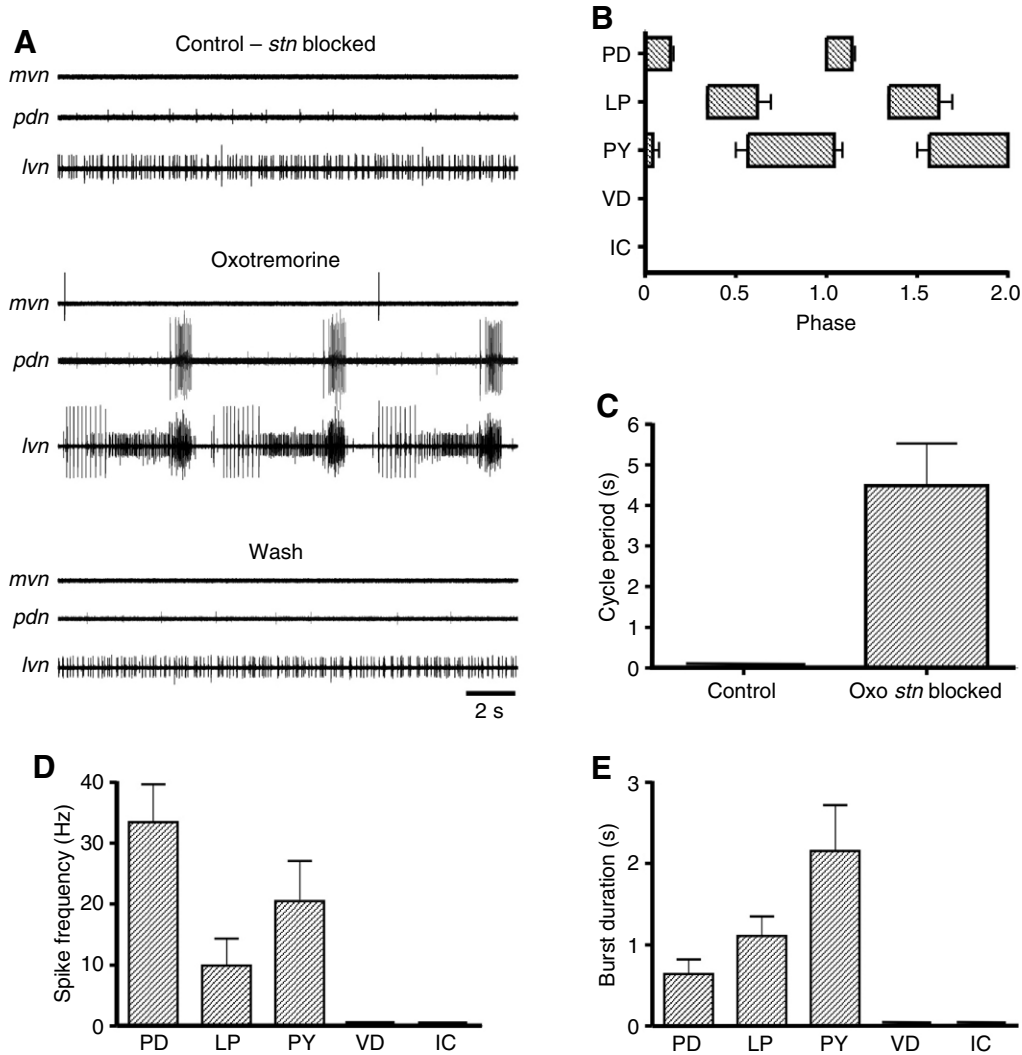 A
Control – stn blocked
mvn
pdn
lvn
Oxotremorine
mvn
pdn
lvn
Wash
mvn
pdn
lvn
2 s
B
PD
LP
PY
VD
IC
0 0.5 1.0 1.5 2.0
Phase
C
Cycle period (s)
6
5
4
3
2
1
0
Control Oxo stn blocked
D
Spike frequency (Hz)
40
30
20
10
0
PD LP PY VD IC
E
Burst duration (s)
3
2
1
0
PD LP PY VD IC